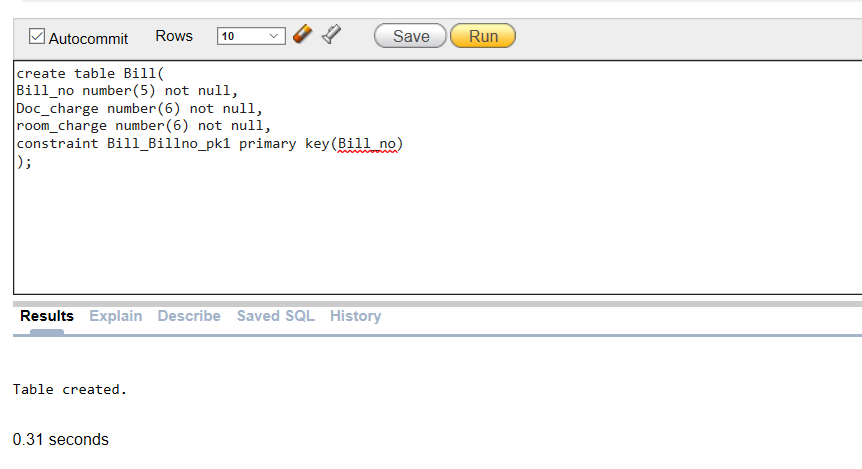 Autocommit Rows 10 Save Run
create table Bill(
Bill_no number(5) not null,
Doc_charge number(6) not null,
room_charge number(6) not null,
constraint Bill_Billno_pk1 primary key(Bill_no)
);
Results Explain Describe Saved SQL History
Table created.
0.31 seconds